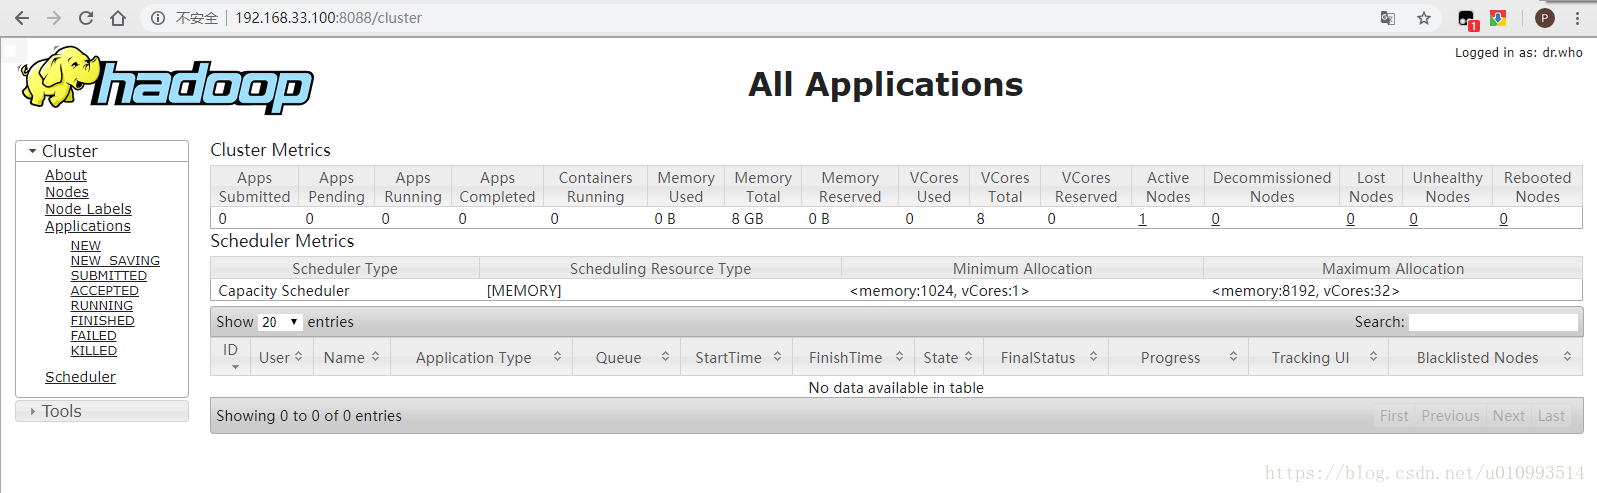 不安全 | 192.168.33.100:8088/cluster
1
P
Logged in as: dr.who
hadoop
All Applications
Cluster
About
Nodes
Node Labels
Applications
NEW
NEW_SAVING
SUBMITTED
ACCEPTED
RUNNING
FINISHED
FAILED
KILLED
Scheduler
Tools
Cluster Metrics
Apps Submitted Apps Pending Apps Running Apps Completed Containers Running Memory Used Memory Total Memory Reserved VCores Used VCores Total VCores Reserved Active Nodes Decommissioned Nodes Lost Nodes Unhealthy Nodes Rebooted Nodes
0 0 0 0 0 0 B 8 GB 0 B 0 8 0 1 0 0 0 0
Scheduler Metrics
Scheduler Type Scheduling Resource Type Minimum Allocation Maximum Allocation
Capacity Scheduler [MEMORY] <memory:1024, vCores:1> <memory:8192, vCores:32>
Show 20 entries Search:
ID User Name Application Type Queue StartTime FinishTime State FinalStatus Progress Tracking UI Blacklisted Nodes
No data available in table
Showing 0 to 0 of 0 entries First Previous Next Last
https://blog.csdn.net/u010993514